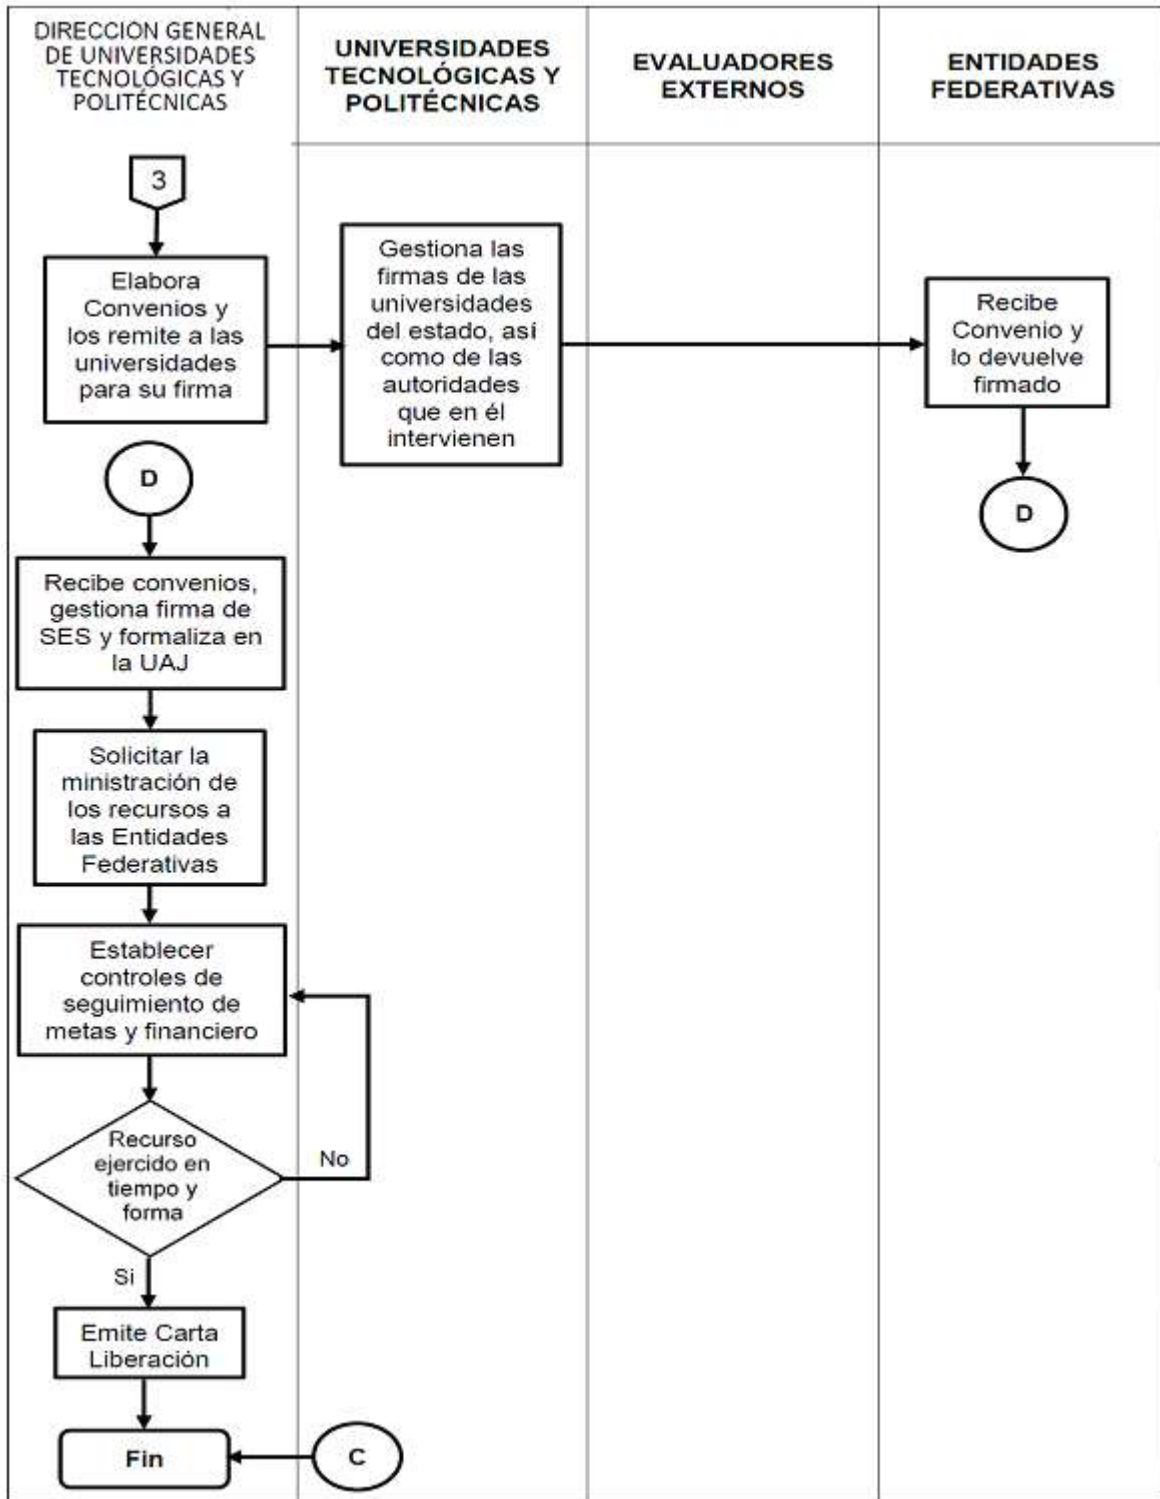 DIRECCION GENERAL
DE UNIVERSIDADES
TECNOLÓGICAS Y
POLITÉCNICAS
UNIVERSIDADES
TECNOLÓGICAS Y
POLITÉCNICAS
EVALUADORES
EXTERNOS
ENTIDADES
FEDERATIVAS
3
Elabora
Convenios y
los remite a las
universidades
para su firma
Gestiona las
firmas de las
universidades
del estado, así
como de las
autoridades
que en él
intervienen
Recibe
Convenio y
lo devuelve
firmado
D
D
Recibe convenios,
gestiona firma de
SES y formaliza en
la UAJ
Solicitar la
ministración de
los recursos a
las Entidades
Federativas
Establecer
controles de
seguimiento de
metas y financiero
Recurso
ejercido en
tiempo y
forma
No
Si
Emite Carta
Liberación
Fin
C